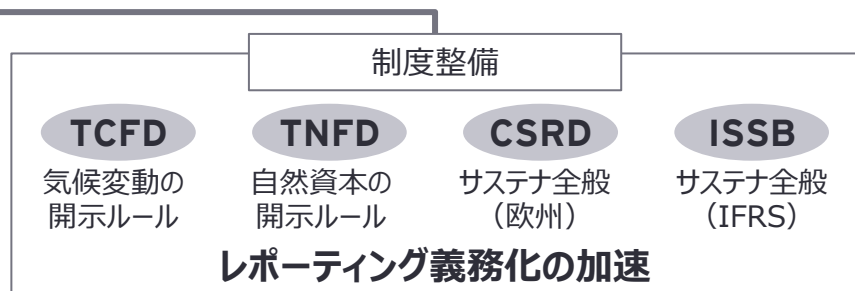 制度整備
TCFD TNFD CSRD ISSB
気候変動の 自然資本の サステナ全般 サステナ全般
開示ルール 開示ルール （欧州） （IFRS）
レポーティング義務化の加速